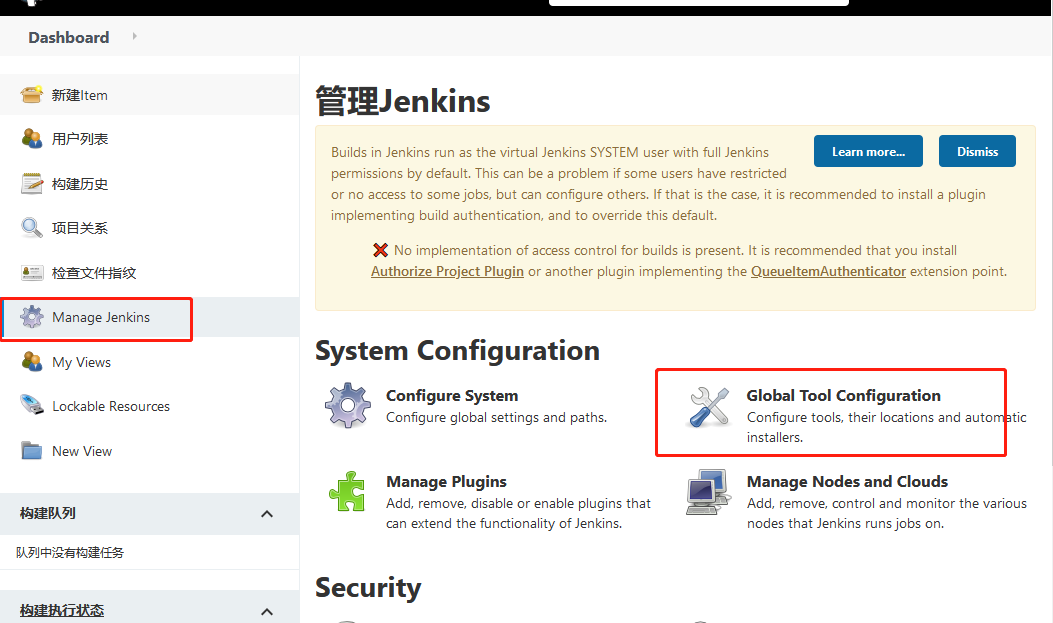 Dashboard
新建Item
用户列表
构建历史
项目关系
检查文件指纹
Manage Jenkins
My Views
Lockable Resources
New View
构建队列
队列中没有构建任务
构建执行状态
管理Jenkins
Builds in Jenkins run as the virtual Jenkins SYSTEM user with full Jenkins
permissions by default. This can be a problem if some users have restricted
or no access to some jobs, but can configure others. If that is the case, it is recommended to install a plugin
implementing build authentication, and to override this default.
Learn more...
Dismiss
No implementation of access control for builds is present. It is recommended that you install
Authorize Project Plugin or another plugin implementing the QueueItemAuthenticator extension point.
System Configuration
Configure System
Configure global settings and paths.
Global Tool Configuration
Configure tools, their locations and automatic
installers.
Manage Plugins
Add, remove, disable or enable plugins that
can extend the functionality of Jenkins.
Manage Nodes and Clouds
Add, remove, control and monitor the various
nodes that Jenkins runs jobs on.
Security